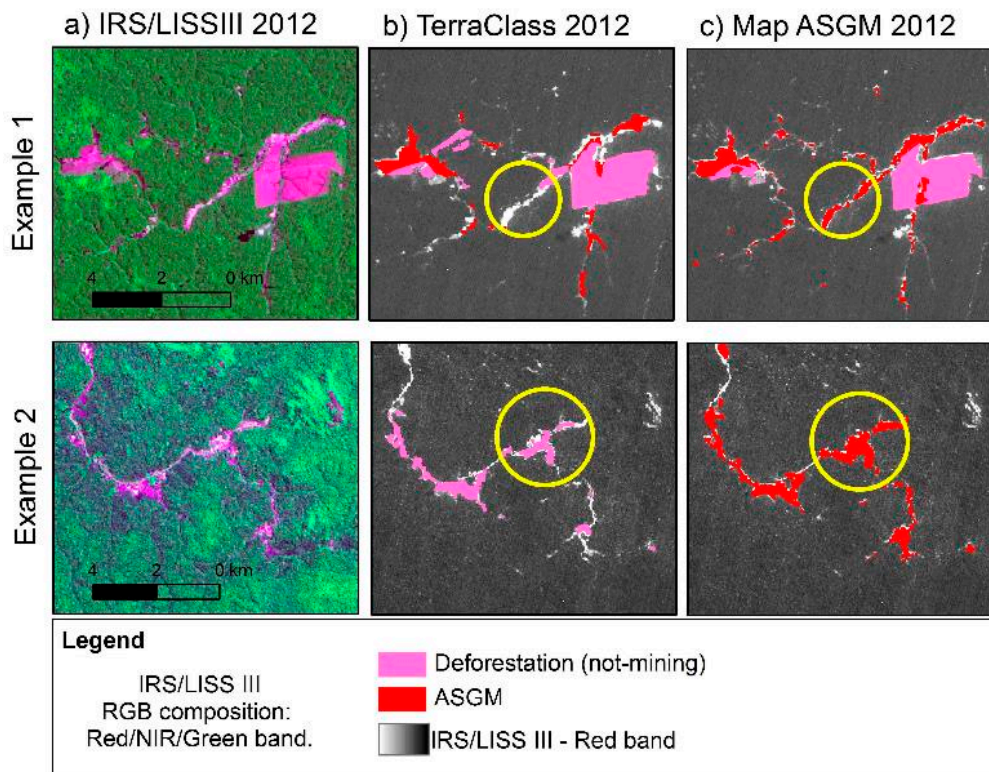 a) IRS/LISSIII 2012
b) TerraClass 2012
c) Map ASGM 2012
Example 1
4 2 0 km
Example 2
4 2 0 km
Legend
IRS/LISS III
RGB composition:
Red/NIR/Green band.
Deforestation (not-mining)
ASGM
IRS/LISS III - Red band